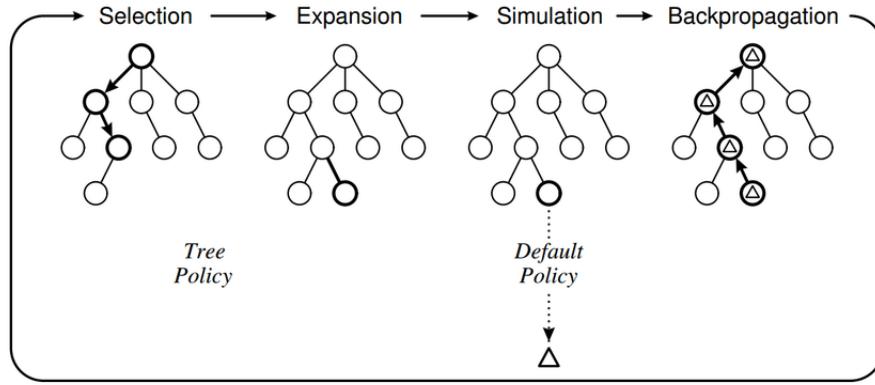 Selection Expansion Simulation Backpropagation
Tree
Policy
Default
Policy